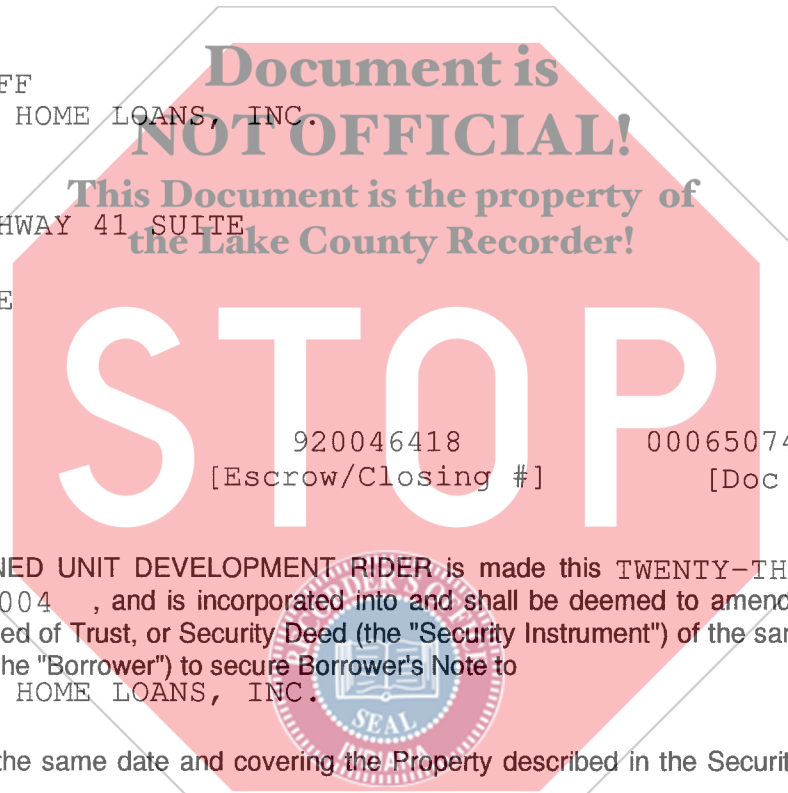 Document is
FF
HOME LOANS, INC.
NOT OFFICIAL!
This Document is the property of
HWAY 41 SUITE
the Lake County Recorder!
E
STOP
920046418 00065074
[Escrow/Closing #] [Doc
NED UNIT DEVELOPMENT RIDER is made this TWENTY-TH
004 , and is incorporated into and shall be deemed to amend
ed of Trust, or Security Deed (the "Security Instrument") of the sam
he "Borrower") to secure Borrower's Note to
HOME LOANS, INC.
RECORDER'S OFFICE
SEAL
INDIANA
the same date and covering the Property described in the Securit